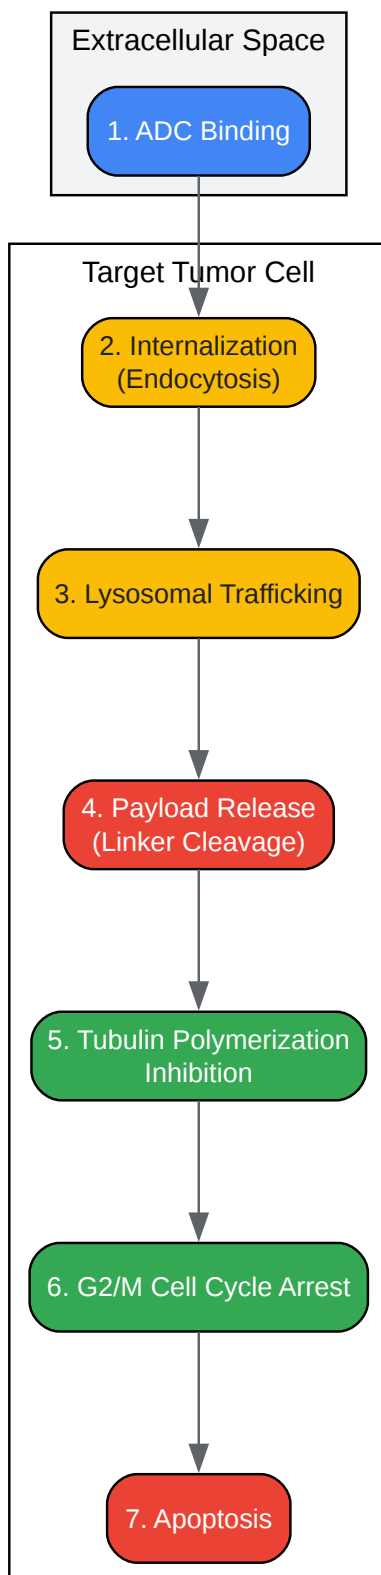 Extracellular Space
1. ADC Binding
Target Tumor Cell
2. Internalization
(Endocytosis)
3. Lysosomal Trafficking
4. Payload Release
(Linker Cleavage)
5. Tubulin Polymerization
Inhibition
6. G2/M Cell Cycle Arrest
7. Apoptosis